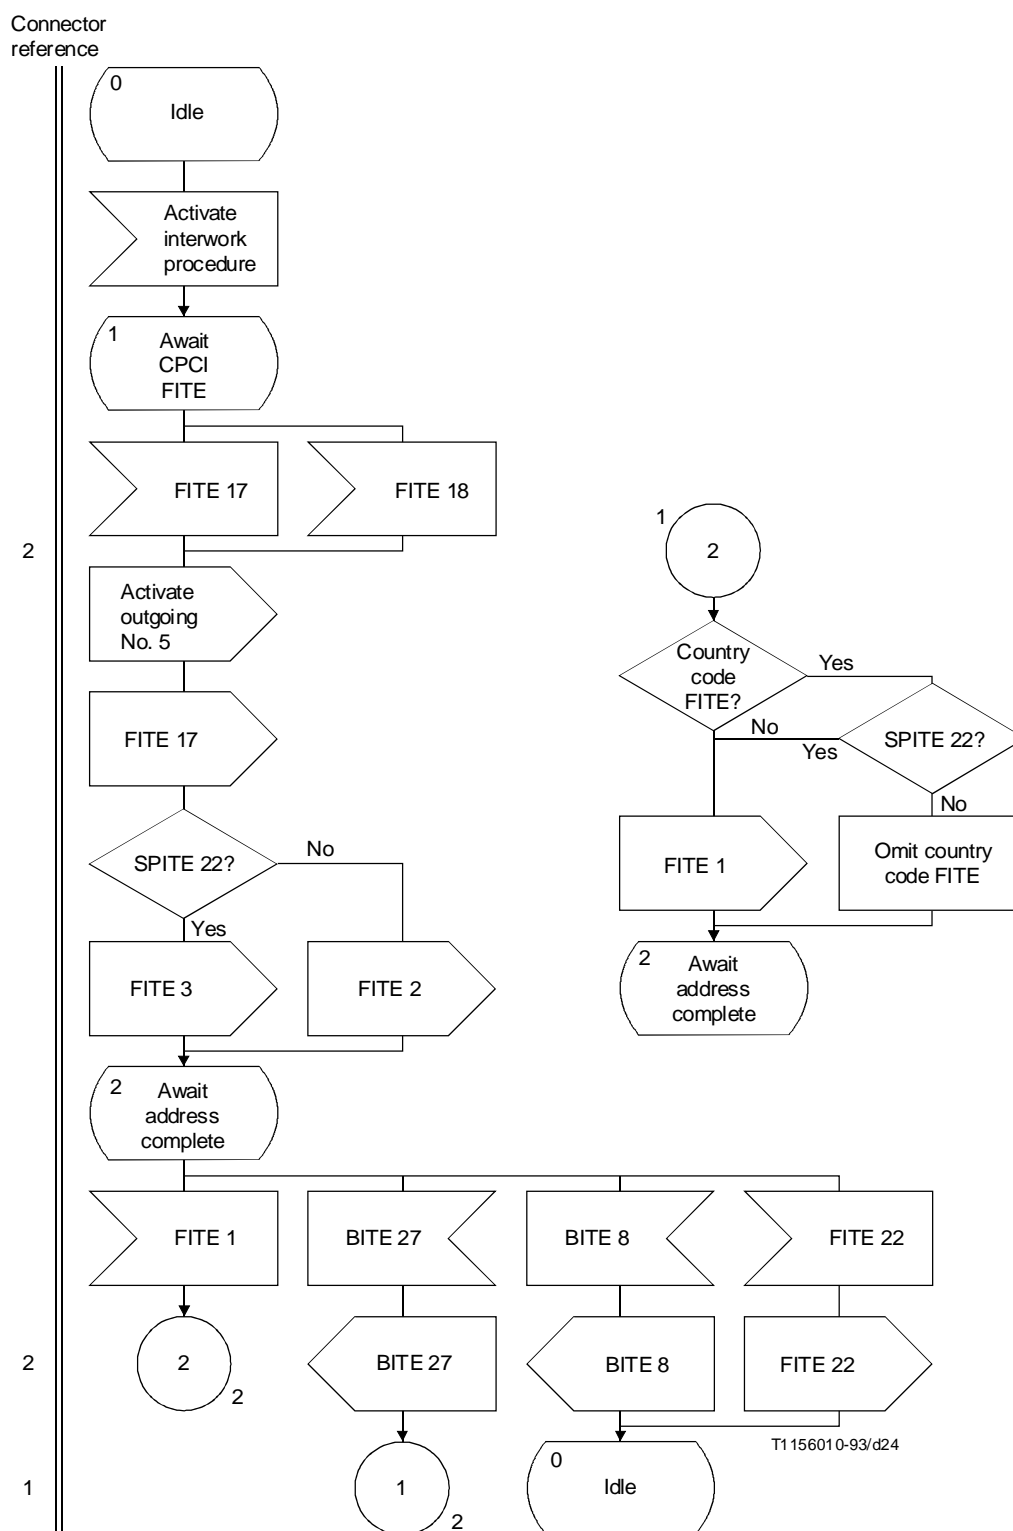 Connector
reference
0
Idle
Activate
interwork
procedure
1
Await
CPCI
FITE
FITE 17
FITE 18
2
Activate
outgoing
No. 5
FITE 17
SPITE 22?
No
Yes
FITE 3
FITE 2
2
Await
address
complete
FITE 1
BITE 27
BITE 8
FITE 22
2
2
2
BITE 27
BITE 8
FITE 22
T1156010-93/d24
1
1
2
0
Idle
1
2
Country
code
FITE?
Yes
No
Yes
SPITE 22?
No
FITE 1
Omit country
code FITE
2
Await
address
complete